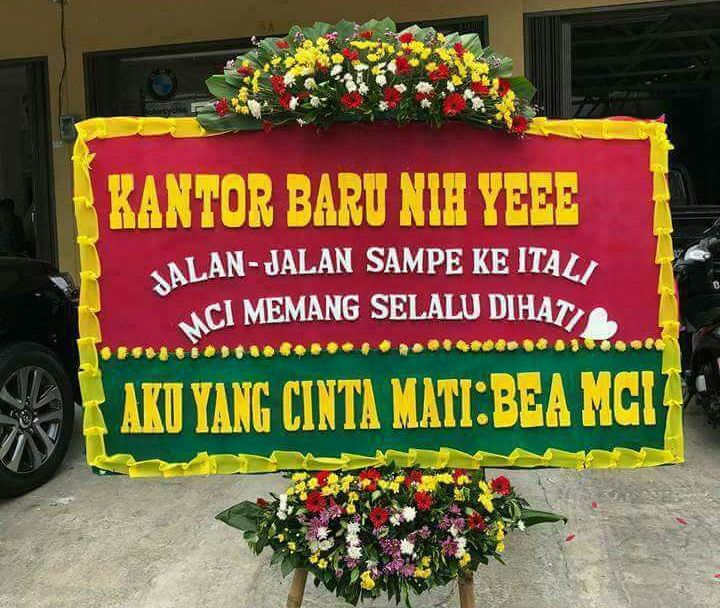 Motorcycles
KANTOR BARU NIH YEEE
JALAN-JALAN SAMPE KE ITALI
MCI MEMANG SELALU DIHATI
AKU YANG CINTA MATI:BEA MCI